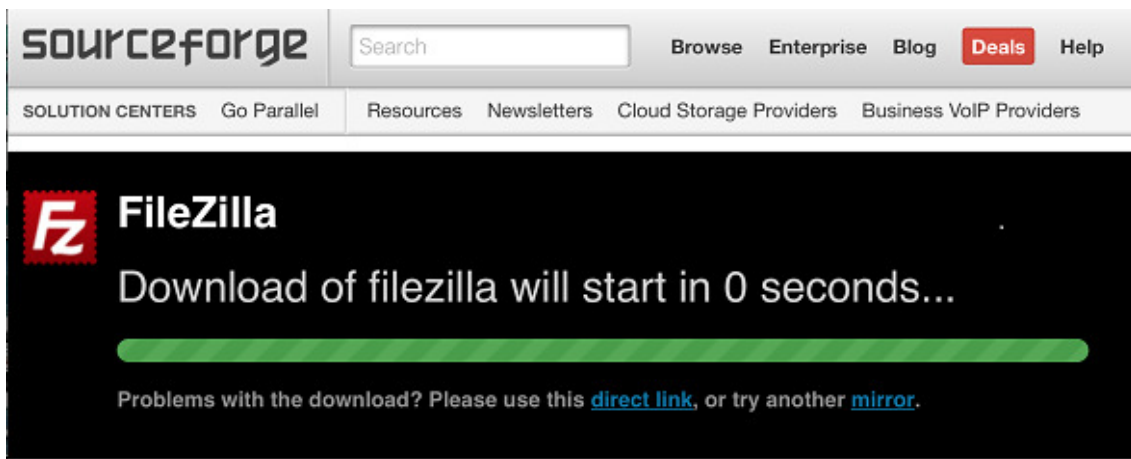 sourceforge Search Browse Enterprise Blog Deals Help
SOLUTION CENTERS Go Parallel Resources Newsletters Cloud Storage Providers Business VoIP Providers
Fz FileZilla
Download of filezilla will start in 0 seconds...
Problems with the download? Please use this direct link, or try another mirror.